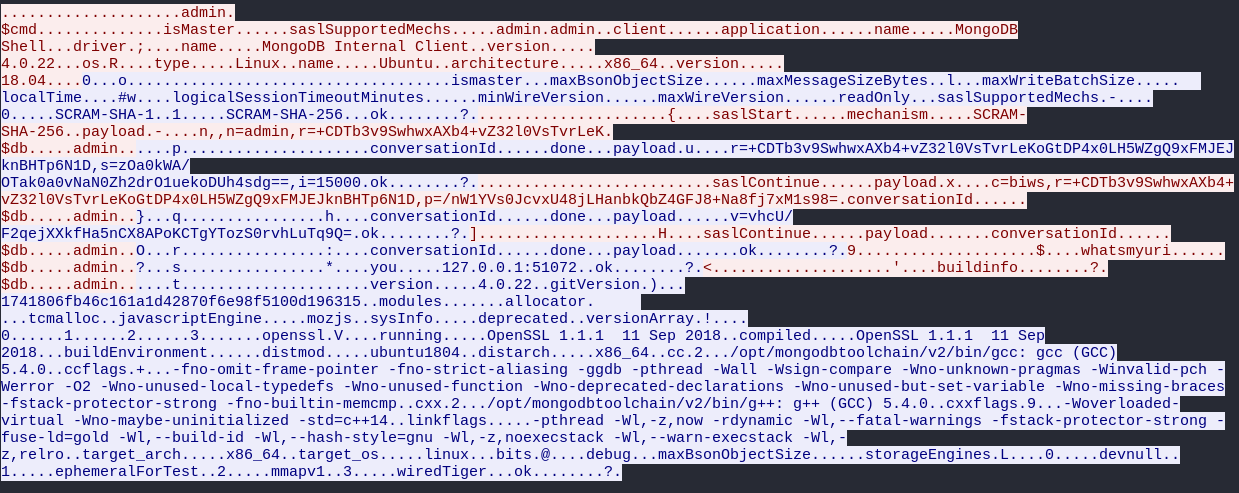 ....................admin.
$cmd..............isMaster......saslSupportedMechs.....admin.admin..client......application......name.....MongoDB
Shell...driver.;....name.....MongoDB Internal Client..version.....
4.0.22...os.R....type.....Linux..name.....Ubuntu..architecture.....x86_64..version.....
18.04....0...o....................................ismaster...maxBsonObjectSize......maxMessageSizeBytes..l...maxWriteBatchSize.....
localTime....#w....logicalSessionTimeoutMinutes......minWireVersion......maxWireVersion......readOnly...saslSupportedMechs.-....
0.....SCRAM-SHA-1..1.....SCRAM-SHA-256...ok........?.....................{....saslStart......mechanism.....SCRAM-
SHA-256..payload.-....n,,n=admin,r=+CDTb3v9SwhwxAXb4+vZ32l0VsTvrLeK.
$db.....admin......p.....................conversationId......done...payload.u....r=+CDTb3v9SwhwxAXb4+vZ32l0VsTvrLeKoGtDP4x0LH5WZgQ9xFMJEJ
knBHTp6N1D,s=zOa0kWA/
OTak0a0vNaN0Zh2drO1uekoDUh4sdg==,i=15000.ok........?...........................saslContinue......payload.x....c=biws,r=+CDTb3v9SwhwxAXb4+
vZ32l0VsTvrLeKoGtDP4x0LH5WZgQ9xFMJEJknBHTp6N1D,p=/nW1YVs0JcvxU48jLHanbkQbZ4GFJ8+Na8fj7xM1s98=.conversationId......
$db.....admin..}...q................h....conversationId......done...payload......v=vhcU/
F2qejXXkfHa5nCX8APoKCTgYTozS0rvhLuTq9Q=.ok........?.]....................H....saslContinue......payload.......conversationId......
$db.....admin..O...r................:....conversationId......done...payload......ok........?.9....................$....whatsmyuri......
$db.....admin..?...s................*....you.....127.0.0.1:51072..ok........?.<....................'....buildinfo........?.
$db.....admin......t.....................version.....4.0.22..gitVersion.)...
1741806fb46c161a1d42870f6e98f5100d196315..modules.......allocator.
...tcmalloc..javascriptEngine.....mozjs..sysInfo.....deprecated..versionArray.!....
0......1......2......3.......openssl.V....running.....OpenSSL 1.1.1  11 Sep 2018..compiled.....OpenSSL 1.1.1  11 Sep
2018...buildEnvironment......distmod.....ubuntu1804..distarch.....x86_64..cc.2.../opt/mongodbtoolchain/v2/bin/gcc: gcc (GCC)
5.4.0..ccflags.+...-fno-omit-frame-pointer -fno-strict-aliasing -ggdb -pthread -Wall -Wsign-compare -Wno-unknown-pragmas -Winvalid-pch -
Werror -O2 -Wno-unused-local-typedefs -Wno-unused-function -Wno-deprecated-declarations -Wno-unused-but-set-variable -Wno-missing-braces
-fstack-protector-strong -fno-builtin-memcmp..cxx.2.../opt/mongodbtoolchain/v2/bin/g++: g++ (GCC) 5.4.0..cxxflags.9...-Woverloaded-
virtual -Wno-maybe-uninitialized -std=c++14..linkflags......-pthread -Wl,-z,now -rdynamic -Wl,--fatal-warnings -fstack-protector-strong -
fuse-ld=gold -Wl,--build-id -Wl,--hash-style=gnu -Wl,-z,noexecstack -Wl,--warn-execstack -Wl,-
z,relro..target_arch.....x86_64..target_os.....linux...bits.@....debug...maxBsonObjectSize......storageEngines.L....0.....devnull..
1.....ephemeralForTest..2.....mmapv1..3.....wiredTiger...ok........?.